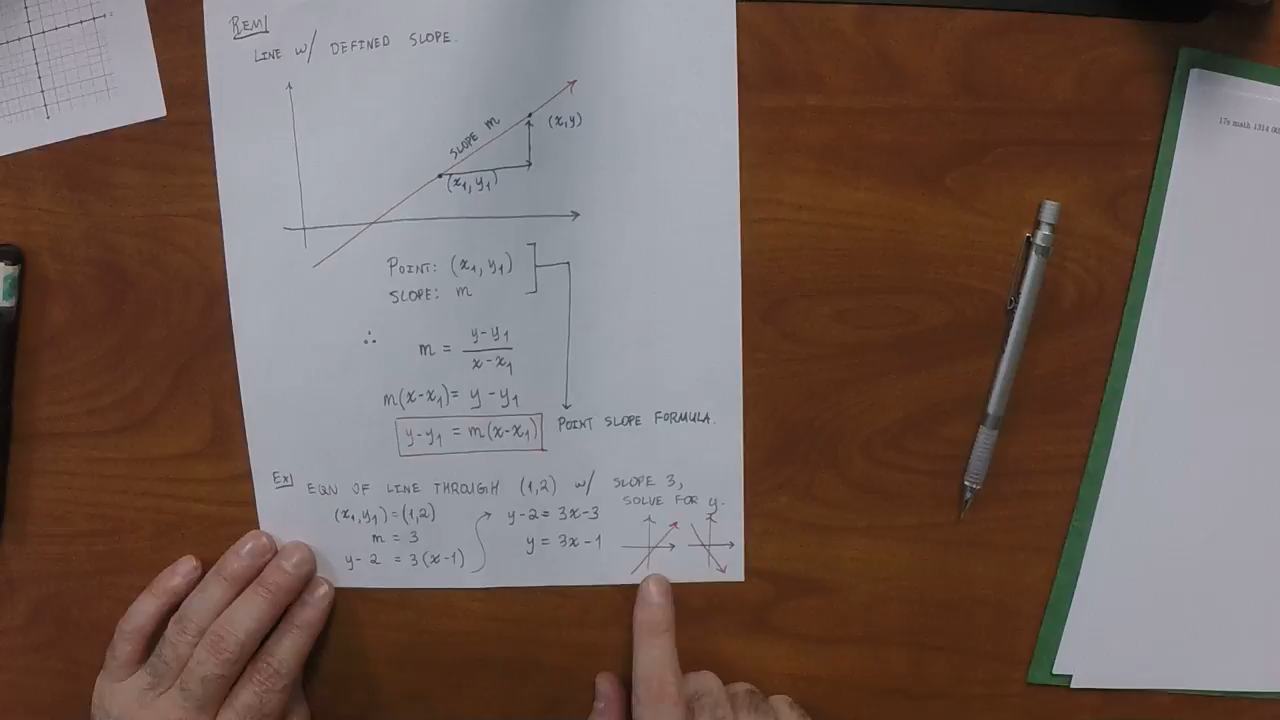 REM
LINE W/ DEFINED SLOPE.
SLOPE m
(x, y)
(x₁, y₁)
POINT: (x₁, y₁)
SLOPE: m
∴ m = (y-y₁)/(x-x₁)
m(x-x₁) = y-y₁
y-y₁ = m(x-x₁) POINT SLOPE FORMULA.
Ex EQN OF LINE THROUGH (1,2) W/ SLOPE 3,
SOLVE FOR y.
(x₁, y₁) = (1,2)
m = 3
y-2 = 3(x-1)
y-2 = 3x-3
y = 3x-1